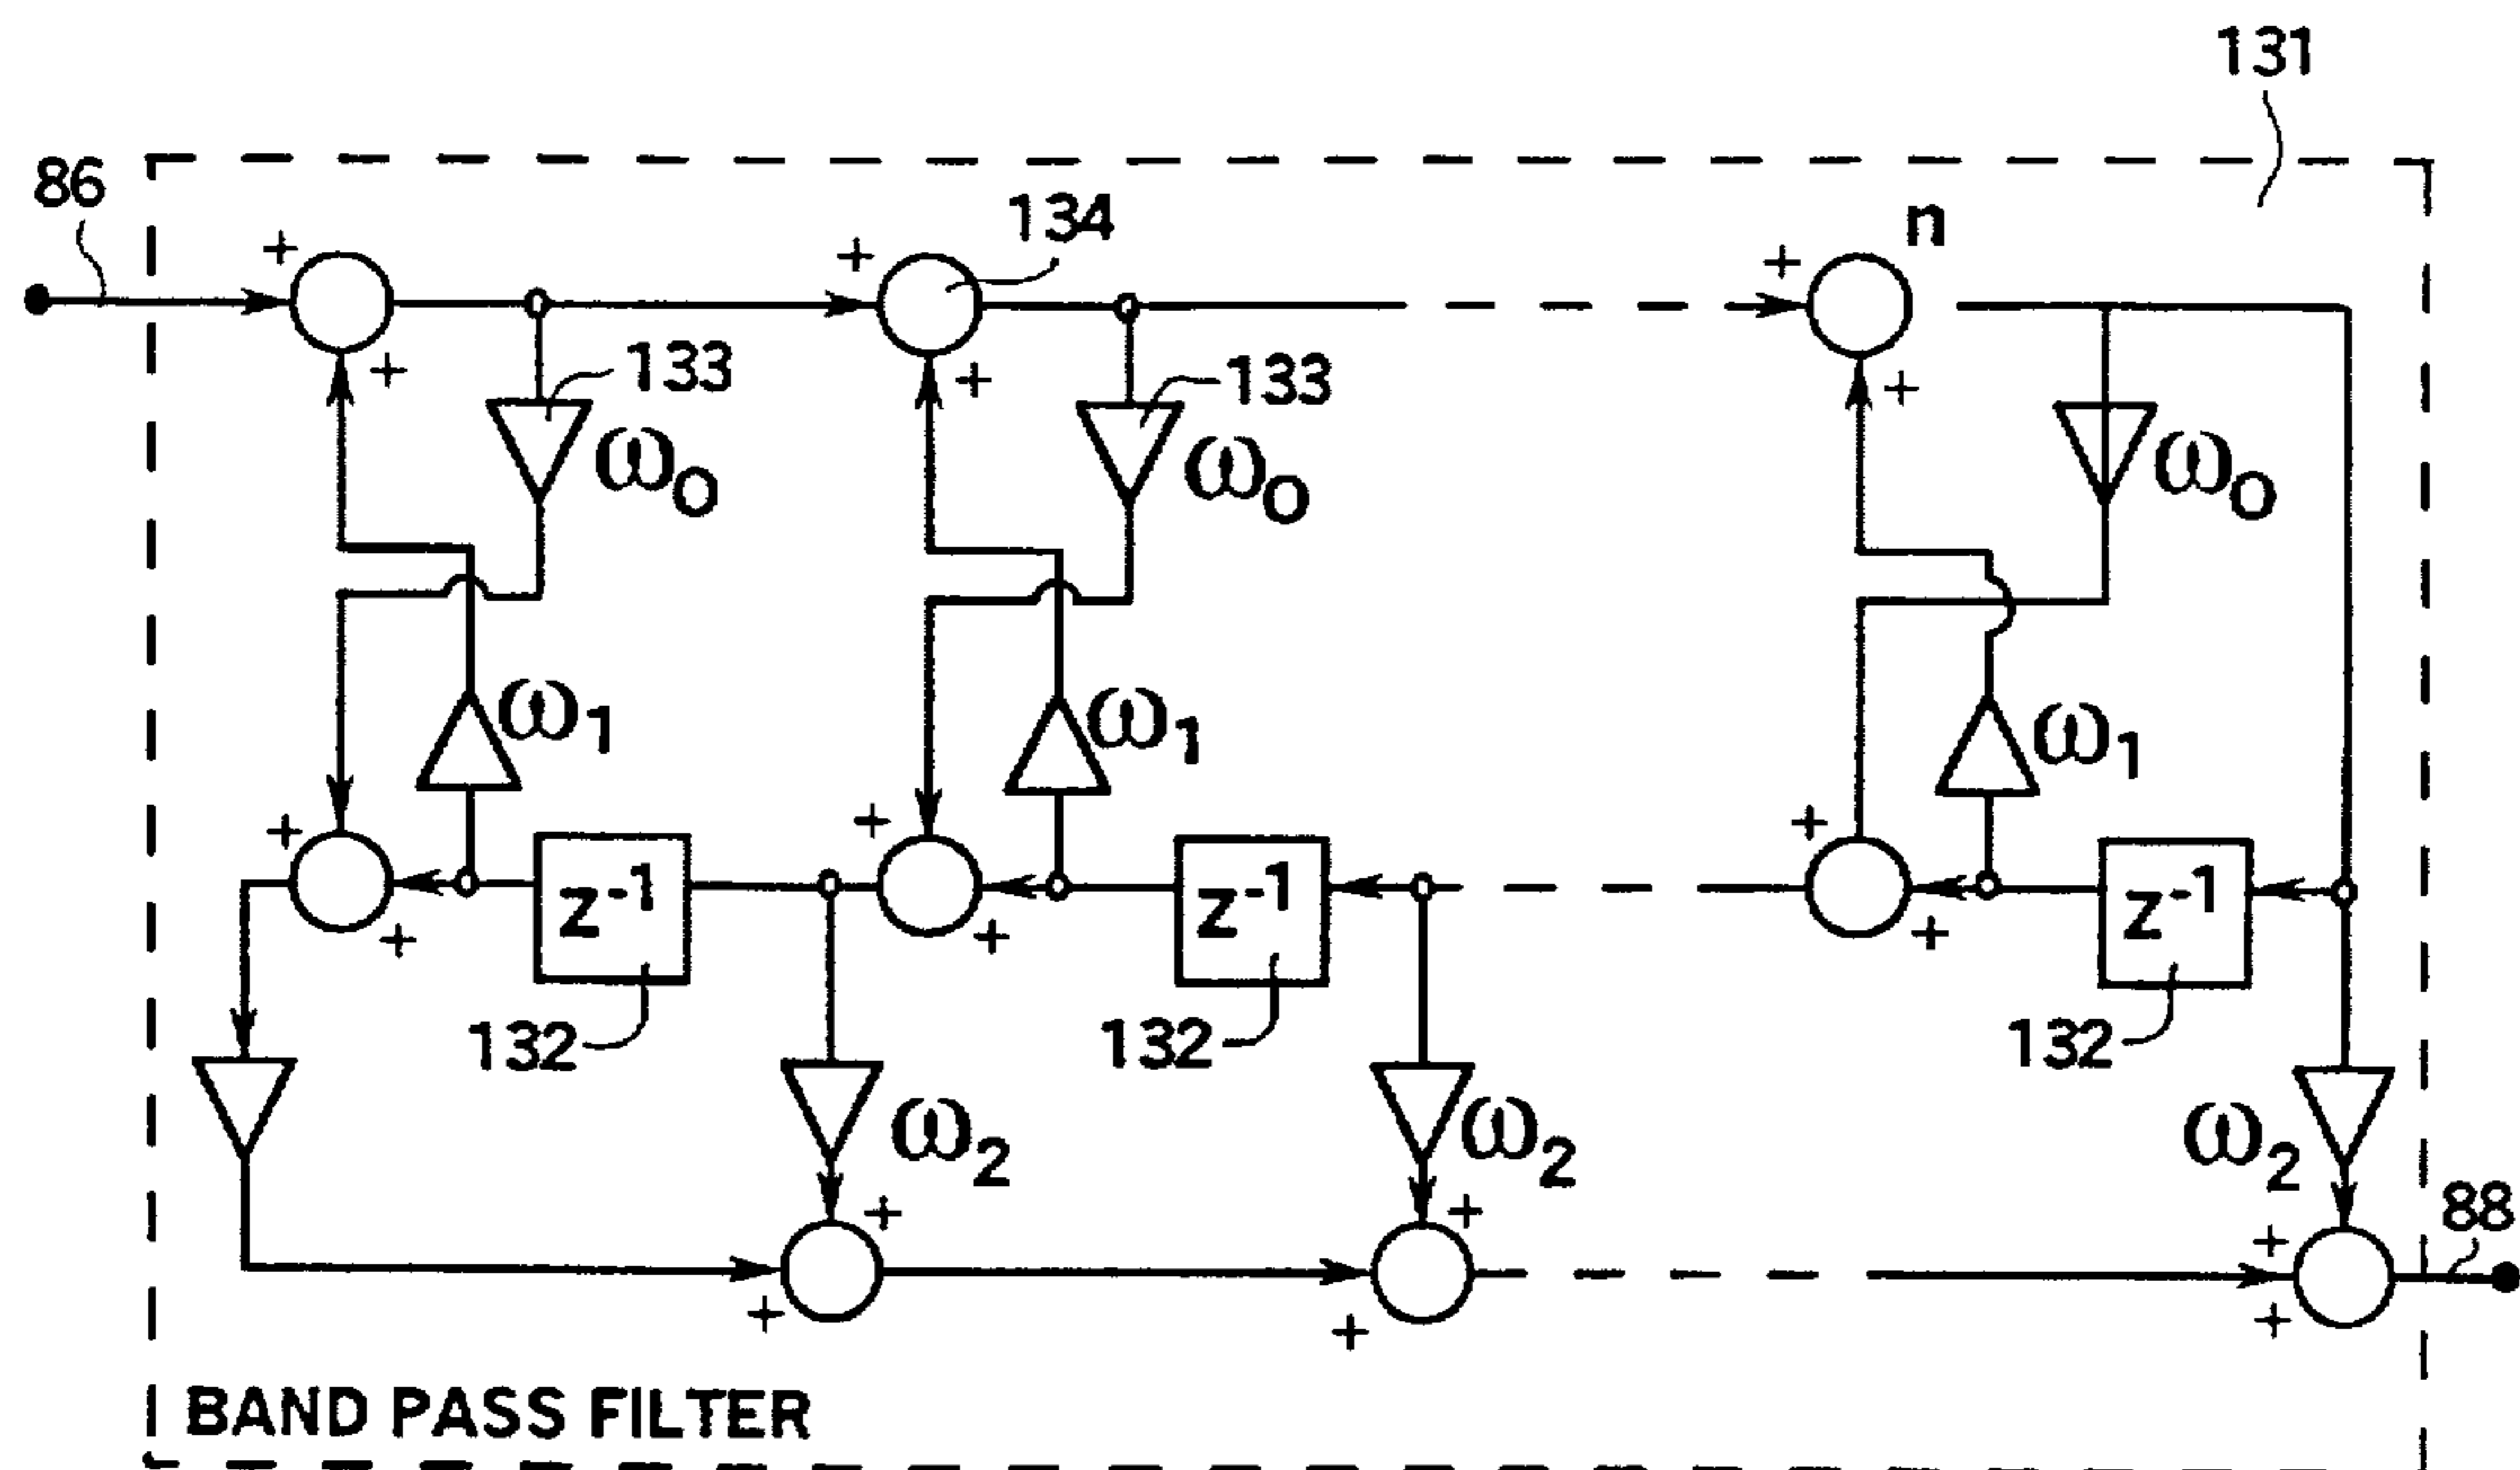 131
86
134
n
+ + +
133 133
+ + +
ω0 ω0 ω0
ω1 ω1 ω1
+ + +
z-1 z-1 z-1
+ + +
132 132 132
ω2 ω2 ω2
88
+ + +
+ + +
BAND PASS FILTER